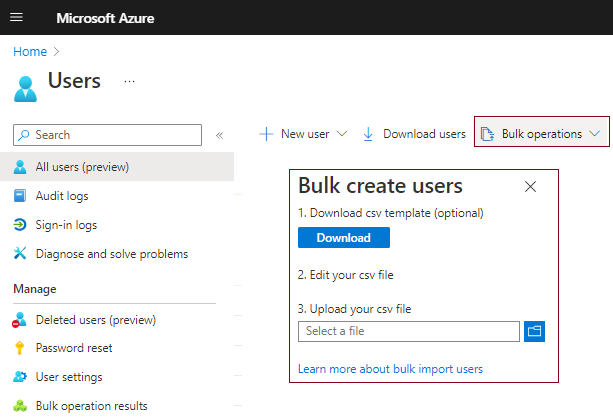 Microsoft Azure
Home
Users ...
Search
New user
Download users
Bulk operations
All users (preview)
Audit logs
Sign-in logs
Diagnose and solve problems
Manage
Deleted users (preview)
Password reset
User settings
Bulk operation results
Bulk create users
1. Download csv template (optional)
Download
2. Edit your csv file
3. Upload your csv file
Select a file
Learn more about bulk import users